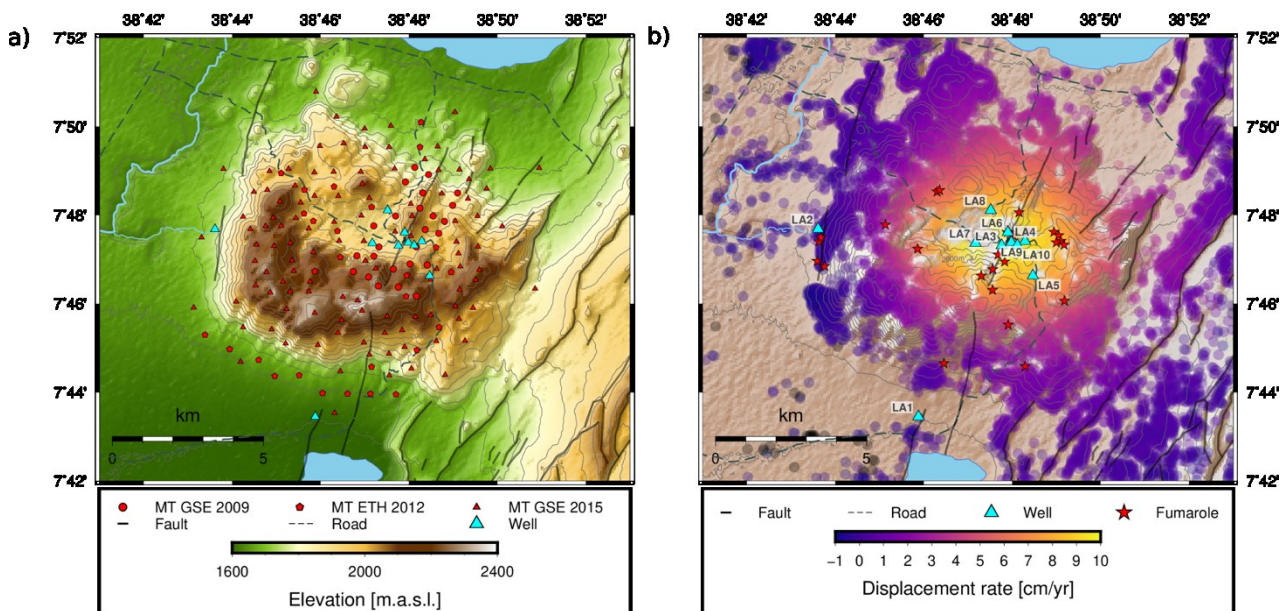 a)
38°42' 38°44' 38°46' 38°48' 38°50'
7°52'
7°50'
7°48'
7°46'
7°44'
7°42'
km
0 5
MT GSE 2009 MT ETH 2012 MT GSE 2015
Fault Road Well
1600 2000 2400
Elevation [m.a.s.l.]
b)
38°42' 38°44' 38°46' 38°48' 38°50'
7°52'
7°50'
7°48'
7°46'
7°44'
7°42'
LA8
LA2
LA6
LA4
LA7
LA3
LA9
LA10
LA5
LA1
km
0 5
Fault Road Well Fumarole
−1 0 1 2 3 4 5 6 7 8 9 10
Displacement rate [cm/yr]